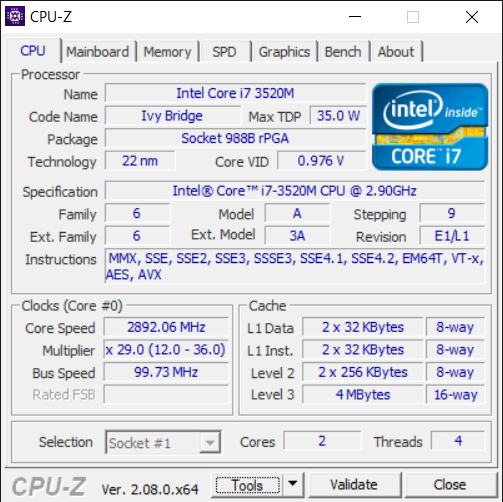 CPU-Z
CPU Mainboard Memory SPD Graphics Bench About
Processor
Name Intel Core i7 3520M
Code Name Ivy Bridge Max TDP 35.0 W
Package Socket 988B rPGA
Technology 22 nm Core VID 0.976 V
intel inside™
CORE™ i7
Specification Intel® Core™ i7-3520M CPU @ 2.90GHz
Family 6 Model A Stepping 9
Ext. Family 6 Ext. Model 3A Revision E1/L1
Instructions MMX, SSE, SSE2, SSE3, SSSE3, SSE4.1, SSE4.2, EM64T, VT-x,
AES, AVX
Clocks (Core #0)
Core Speed 2892.06 MHz
Multiplier x 29.0 (12.0 - 36.0)
Bus Speed 99.73 MHz
Rated FSB
Cache
L1 Data 2 x 32 KBytes 8-way
L1 Inst. 2 x 32 KBytes 8-way
Level 2 2 x 256 KBytes 8-way
Level 3 4 MBytes 16-way
Selection Socket #1 Cores 2 Threads 4
CPU-Z Ver. 2.08.0.x64 Tools Validate Close